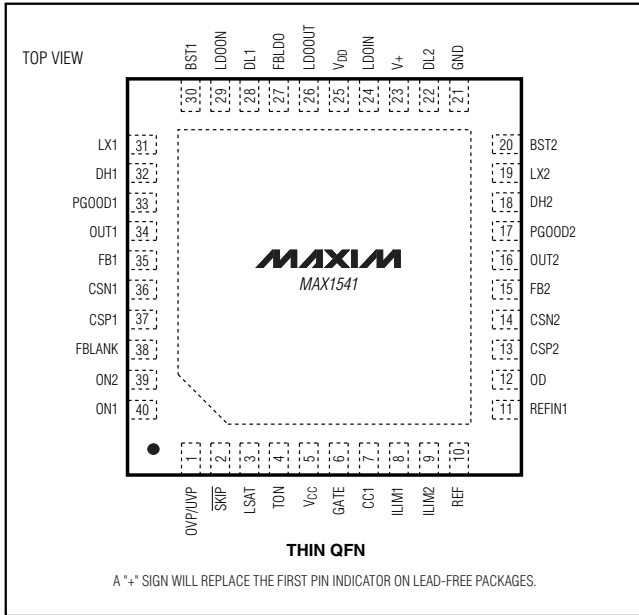 TOP VIEW
BST1
LDOON
DL1
FBLDO
LDOOUT
VDD
LDOIN
V+
DL2
GND
30
29
28
27
26
25
24
23
22
21
LX1 31
DH1 32
PGOOD1 33
OUT1 34
FB1 35
CSN1 36
CSP1 37
FBLANK 38
ON2 39
ON1 40
MAXIM
MAX1541
20 BST2
19 LX2
18 DH2
17 PGOOD2
16 OUT2
15 FB2
14 CSN2
13 CSP2
12 OD
11 REFIN1
1
2
3
4
5
6
7
8
9
10
OVP/UVP
SKIP
LSAT
TON
VCC
GATE
CC1
ILIM1
ILIM2
REF
THIN QFN
A "+" SIGN WILL REPLACE THE FIRST PIN INDICATOR ON LEAD-FREE PACKAGES.